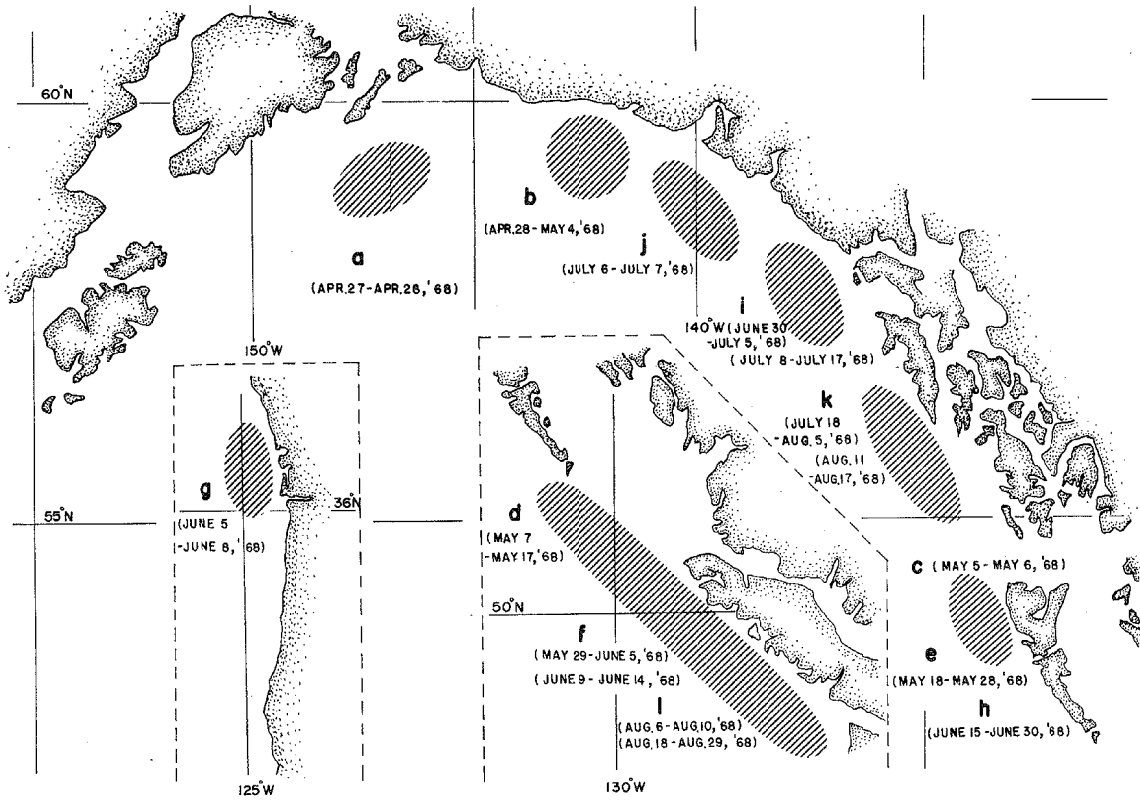 60°N
a
(APR.27-APR.28,'68)
b
(APR.28-MAY 4,'68)
j
(JULY 6-JULY 7,'68)
i
140°W (JUNE 30
-JULY 5,'68)
(JULY 8-JULY 17,'68)
k
(JULY 18
-AUG. 5,'68)
(AUG. 11
-AUG. 17,'68)
150°W
g
(JUNE 5
-JUNE 8,'68)
36°N
55°N
125°W
d
(MAY 7
-MAY 17,'68)
50°N
f
(MAY 29-JUNE 5,'68)
(JUNE 9-JUNE 14,'68)
l
(AUG. 6-AUG. 10,'68)
(AUG. 18-AUG. 29,'68)
130°W
c (MAY 5-MAY 6,'68)
e
(MAY 18-MAY 28,'68)
h
(JUNE 15-JUNE 30,'68)